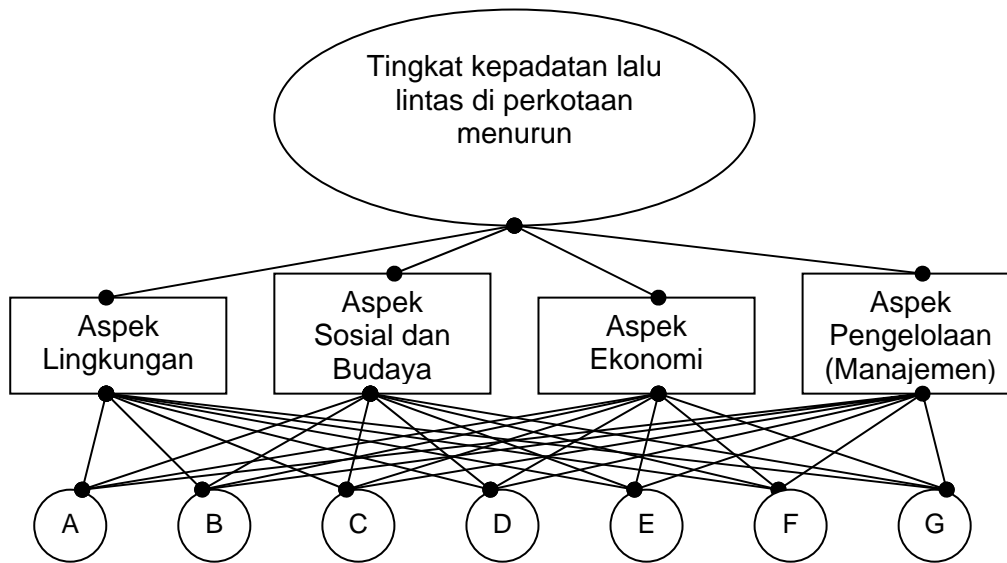 Tingkat kepadatan lalu
lintas di perkotaan
menurun
Aspek
Lingkungan
Aspek
Sosial dan
Budaya
Aspek
Ekonomi
Aspek
Pengelolaan
(Manajemen)
A
B
C
D
E
F
G